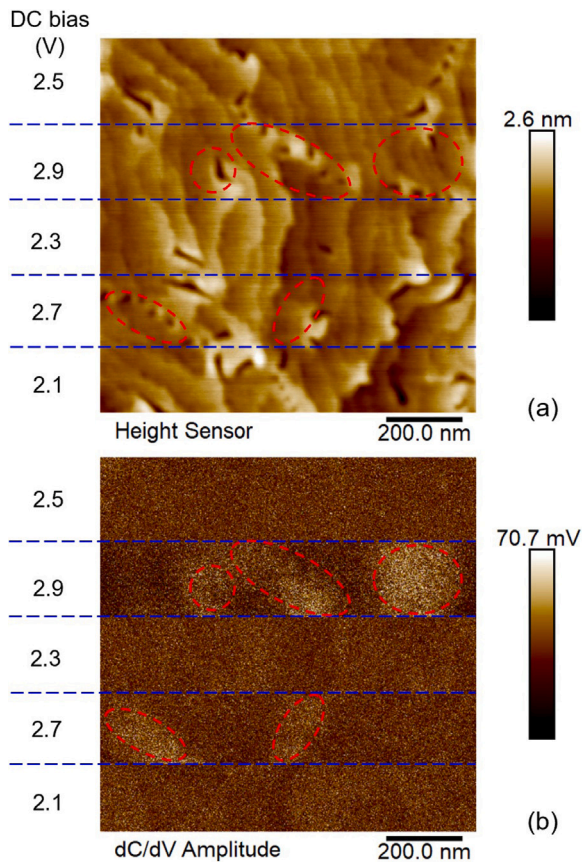 DC bias
(V)
2.5
2.9
2.3
2.7
2.1
2.6 nm
(a)
Height Sensor
200.0 nm
2.5
2.9
2.3
2.7
2.1
70.7 mV
(b)
dC/dV Amplitude
200.0 nm